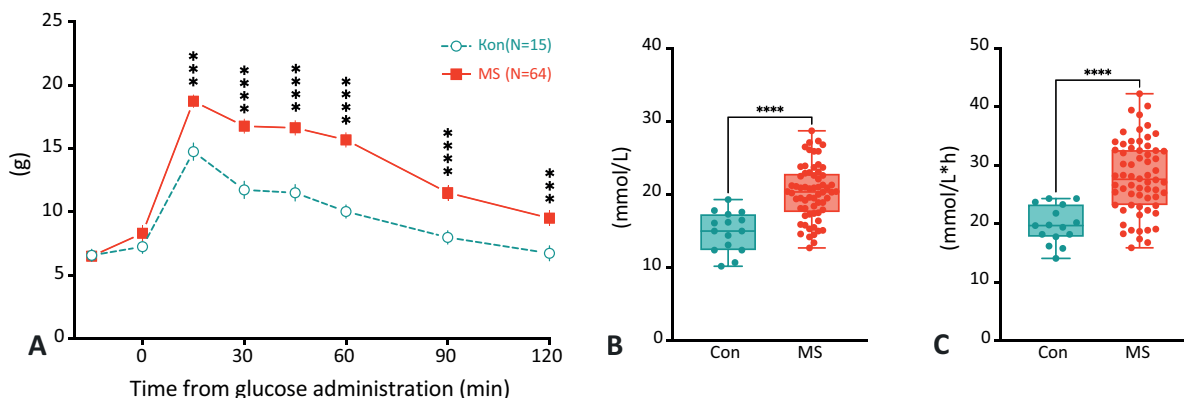 25
20
15
10
5
0
(g)
Kon(N=15)
MS (N=64)
***
****
****
****
****
***
0
30
60
90
120
Time from glucose administration (min)
A
40
30
20
10
0
(mmol/L)
****
Con
MS
B
50
40
30
20
10
0
(mmol/L*h)
****
Con
MS
C